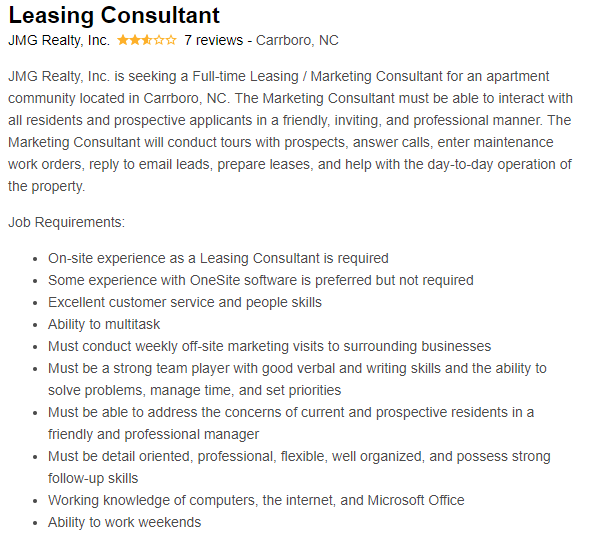 Leasing Consultant
JMG Realty, Inc. 7 reviews - Carrboro, NC
JMG Realty, Inc. is seeking a Full-time Leasing / Marketing Consultant for an apartment
community located in Carrboro, NC. The Marketing Consultant must be able to interact with
all residents and prospective applicants in a friendly, inviting, and professional manner. The
Marketing Consultant will conduct tours with prospects, answer calls, enter maintenance
work orders, reply to email leads, prepare leases, and help with the day-to-day operation of
the property.
Job Requirements:
• On-site experience as a Leasing Consultant is required
• Some experience with OneSite software is preferred but not required
• Excellent customer service and people skills
• Ability to multitask
• Must conduct weekly off-site marketing visits to surrounding businesses
• Must be a strong team player with good verbal and writing skills and the ability to
solve problems, manage time, and set priorities
• Must be able to address the concerns of current and prospective residents in a
friendly and professional manager
• Must be detail oriented, professional, flexible, well organized, and possess strong
follow-up skills
• Working knowledge of computers, the internet, and Microsoft Office
• Ability to work weekends